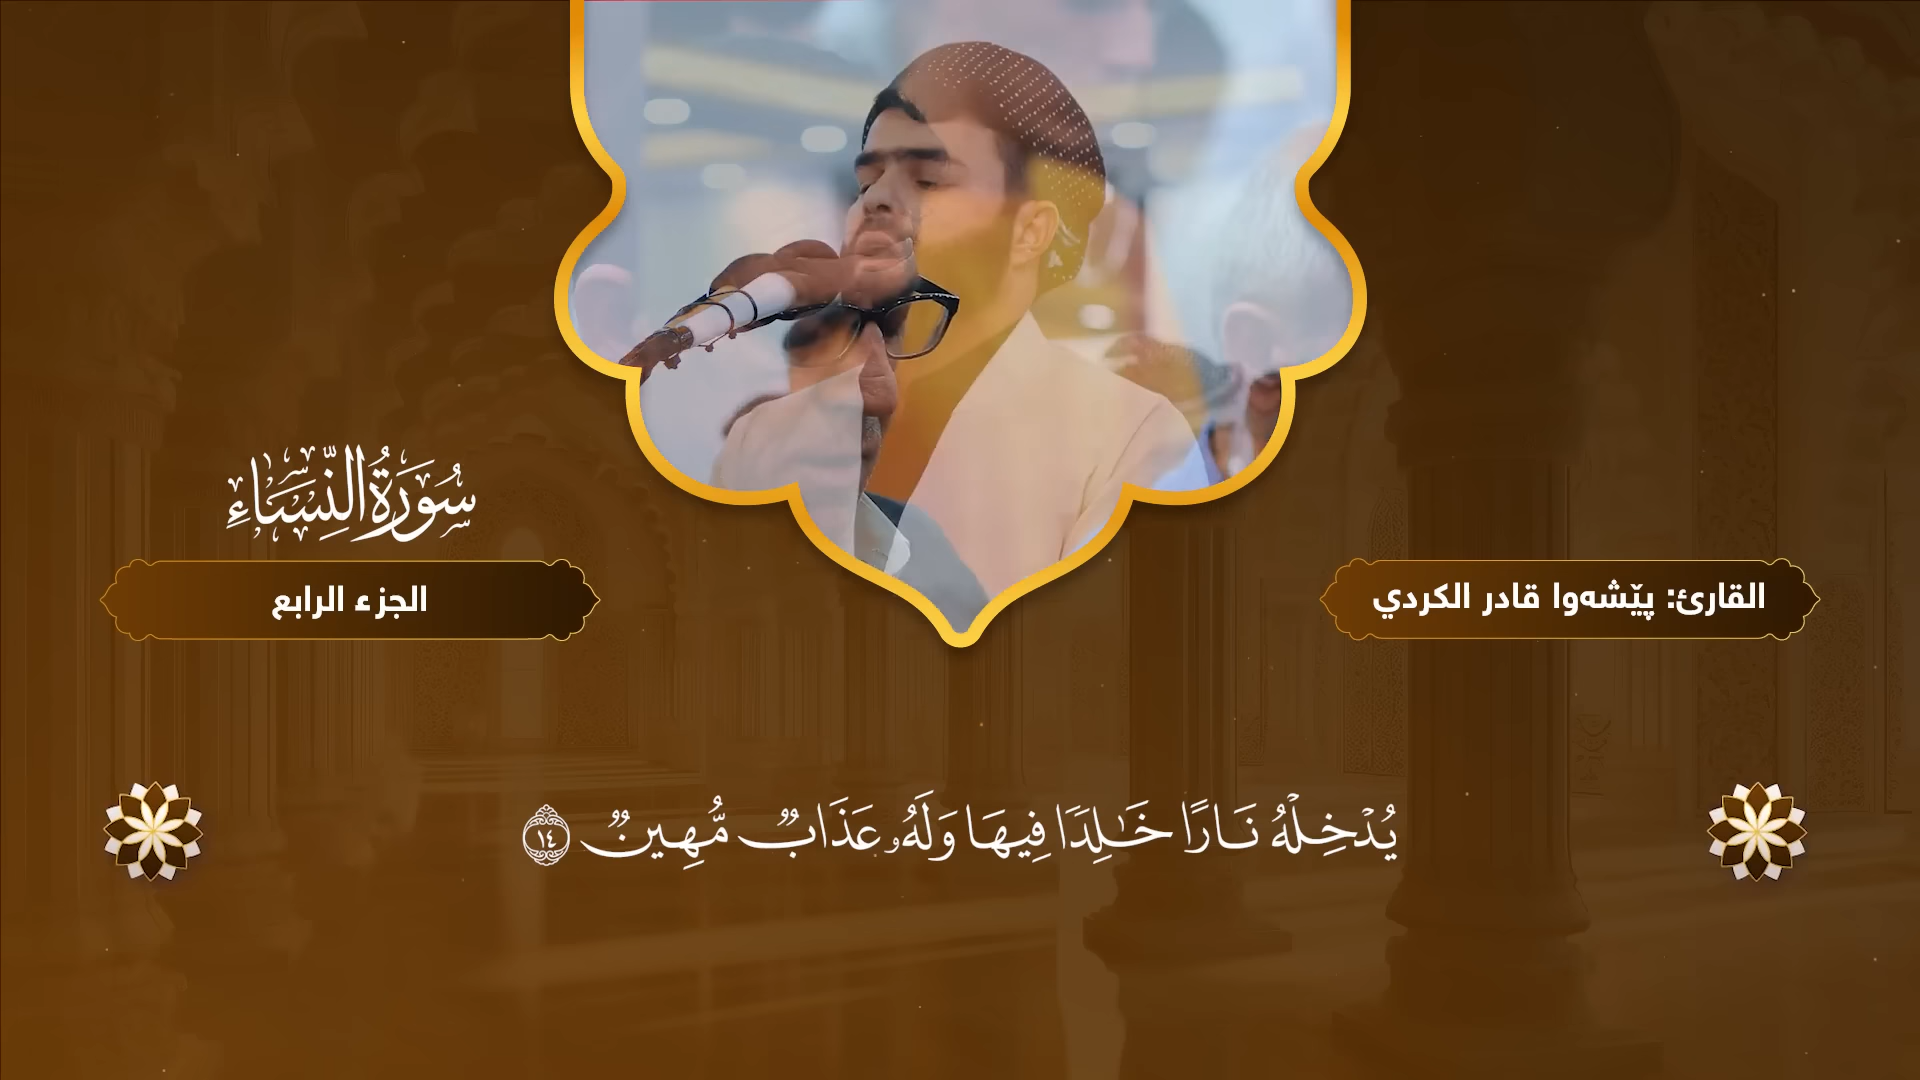 سُورَةُ النِّسَاءِ
القارئ: پێشەوا قادر الكردي
الجزء الرابع
يُدْخِلْهُ نَارًا خَٰلِدًا فِيهَا وَلَهُۥ عَذَابٌ مُّهِينٌ ١٤